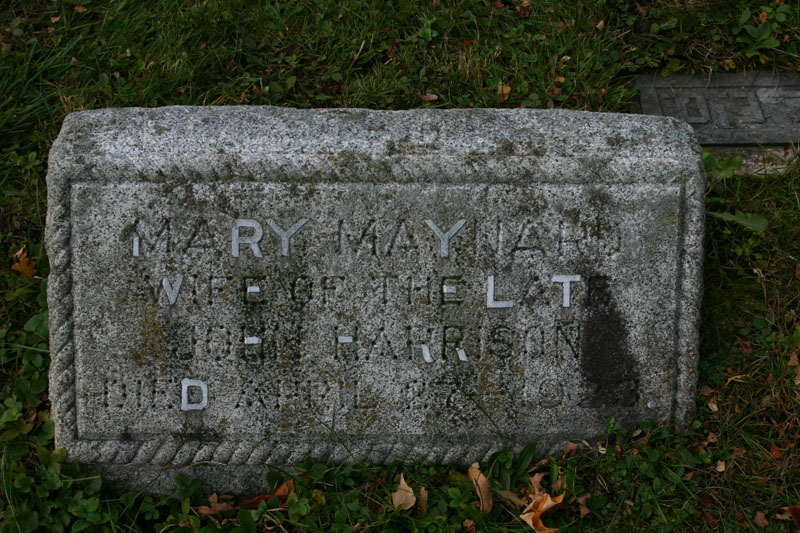 MARY MAYNARD
WIFE OF THE LATE
JOHN HARRISON
DIED APRIL 27